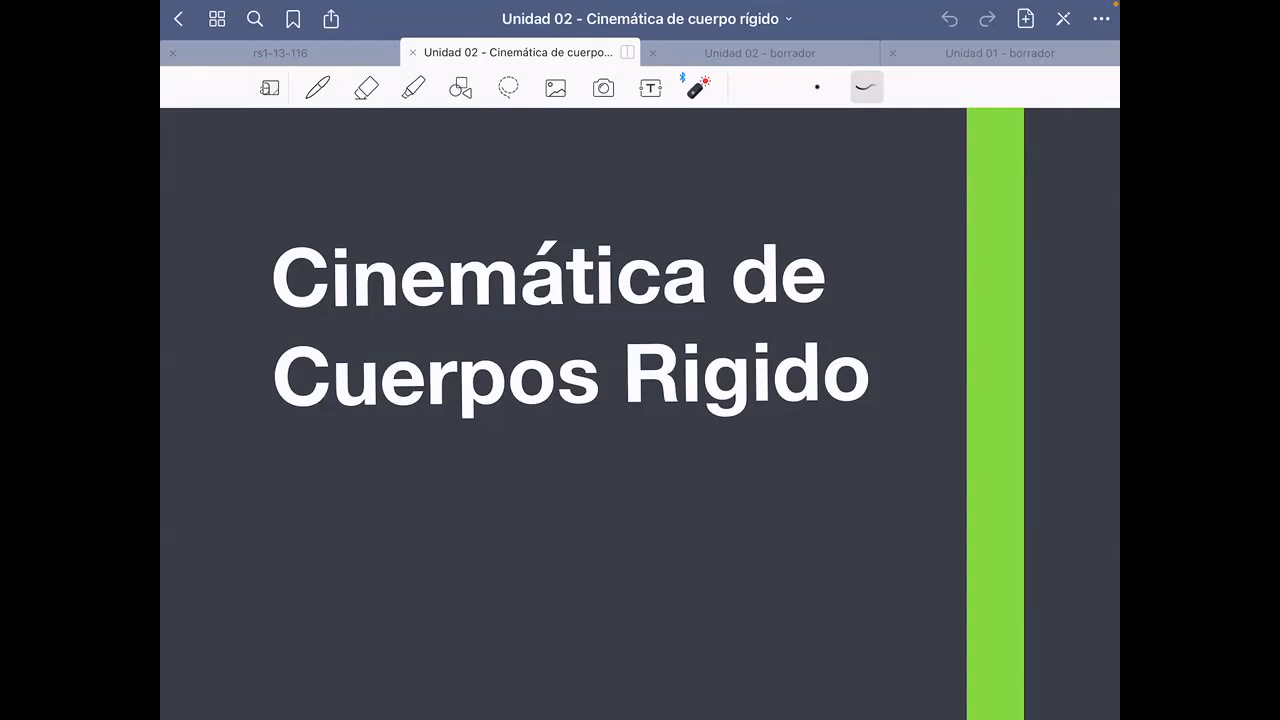 Unidad 02 - Cinemática de cuerpo rígido
rs1-13-116
Unidad 02 - Cinemática de cuerpo...
Unidad 02 - borrador
Unidad 01 - borrador
T
Cinemática de
Cuerpos Rigido